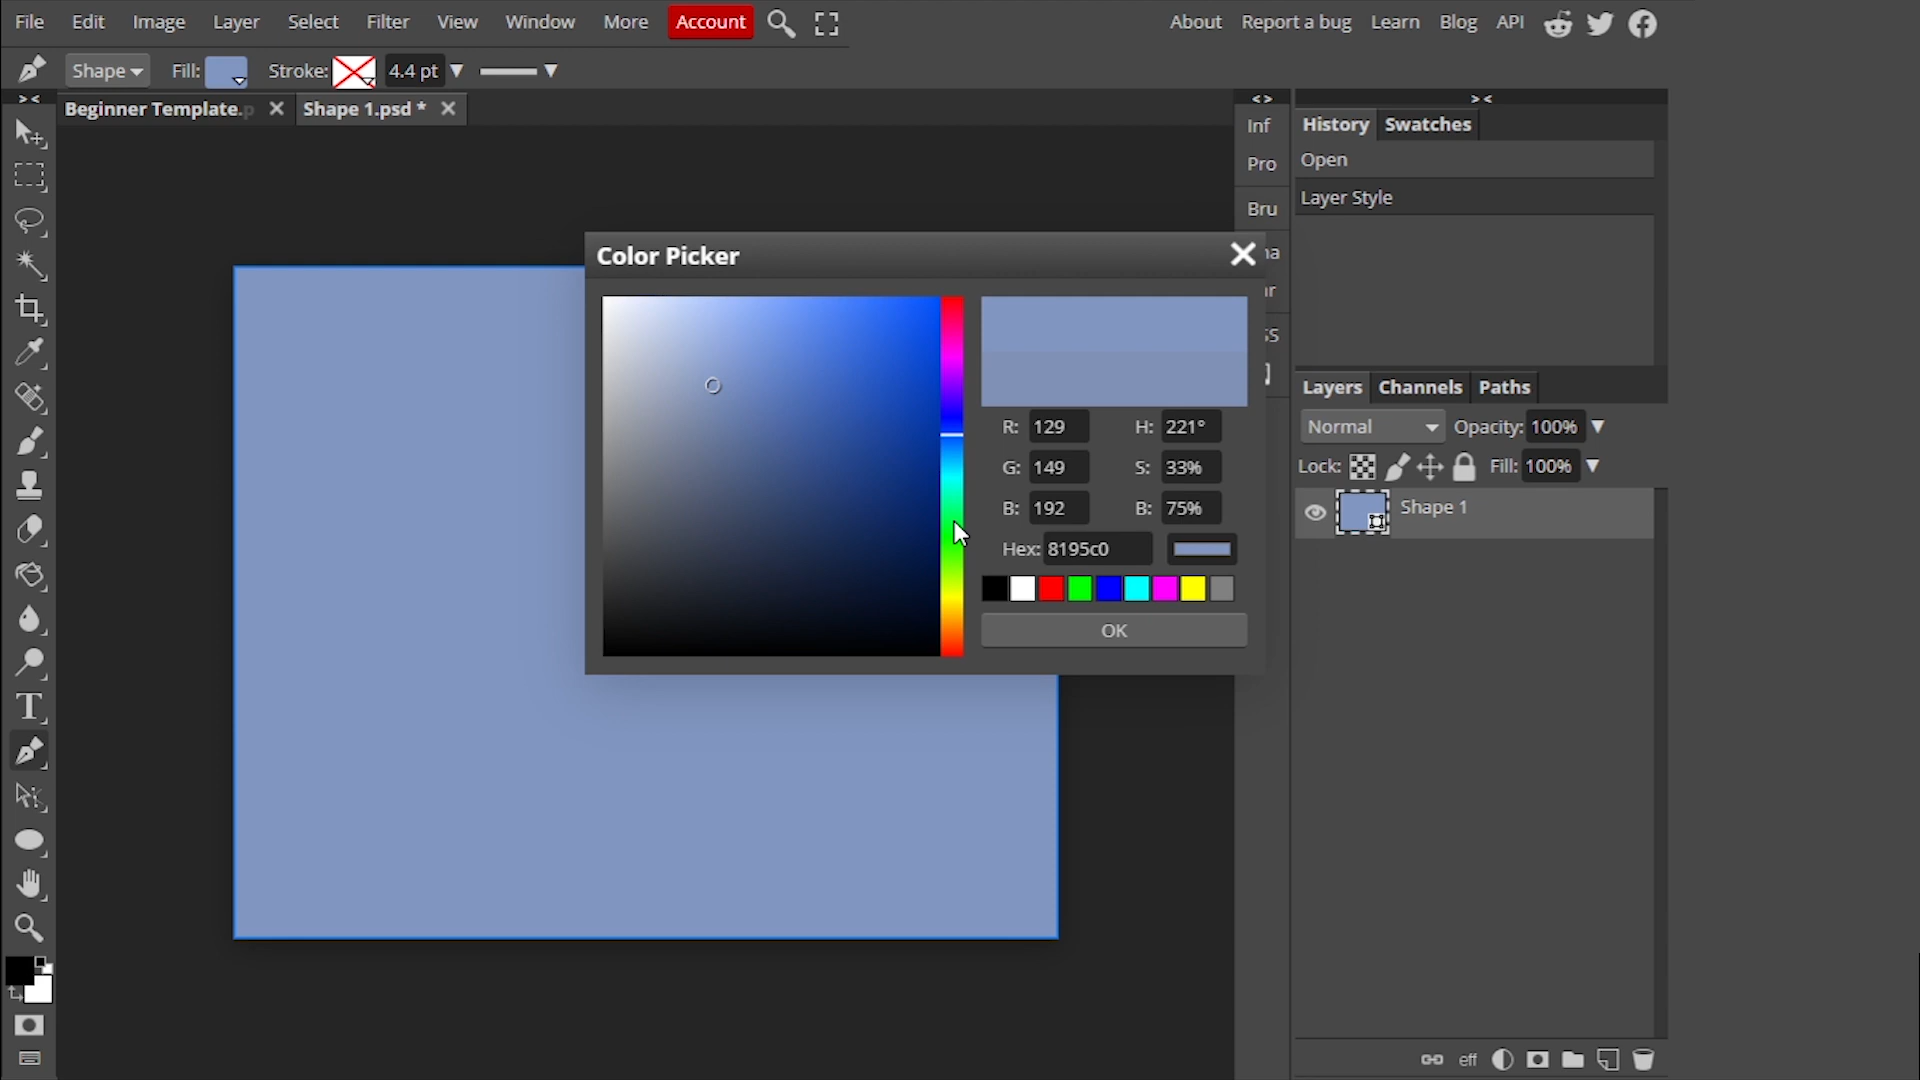 File Edit Image Layer Select Filter View Window More Account About Report a bug Learn Blog API
Shape Fill: Stroke: 4.4 pt
Beginner Template. Shape 1.psd *
Inf
Pro
Bru
History Swatches
Open
Layer Style
Color Picker
R: 129 H: 221°
G: 149 S: 33%
B: 192 B: 75%
Hex: 8195c0
OK
Layers Channels Paths
Normal Opacity: 100%
Lock: Fill: 100%
Shape 1
T
eff